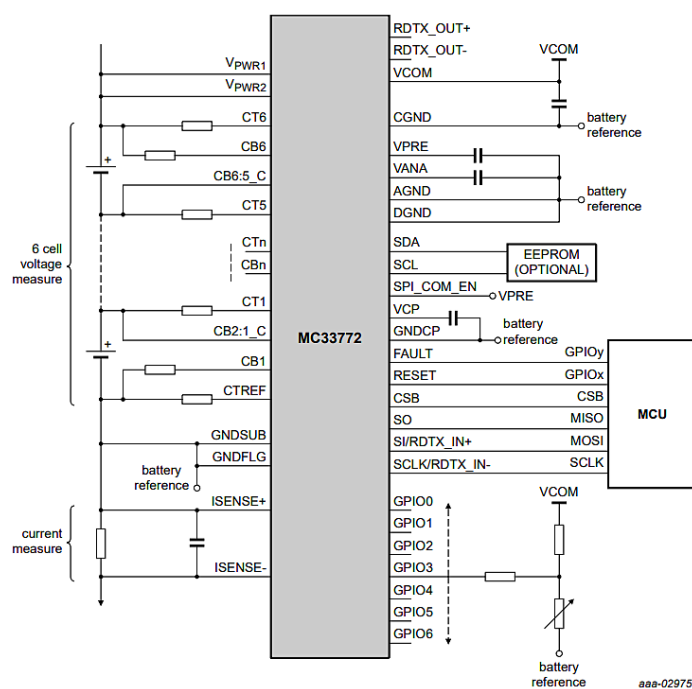 RDTX_OUT+
RDTX_OUT-
VCOM
VCOM
CGND
battery
reference
VPRE
VANA
AGND
battery
reference
DGND
SDA
SCL
EEPROM
(OPTIONAL)
SPI_COM_EN
VPRE
VCP
GNDCP
battery
reference
FAULT
GPIOy
RESET
GPIOx
CSB
CSB
SO
MISO
SI/RDTX_IN+
MOSI
SCLK/RDTX_IN-
SCLK
MCU
GPIO0
GPIO1
GPIO2
GPIO3
GPIO4
GPIO5
GPIO6
VCOM
battery
reference
MC33772
VPWR1
VPWR2
CT6
CB6
CB6:5_C
CT5
CTn
CBn
CT1
CB2:1_C
CB1
CTREF
GNDSUB
GNDFLG
battery
reference
ISENSE+
ISENSE-
+
+
6 cell
voltage
measure
current
measure
aaa-02975